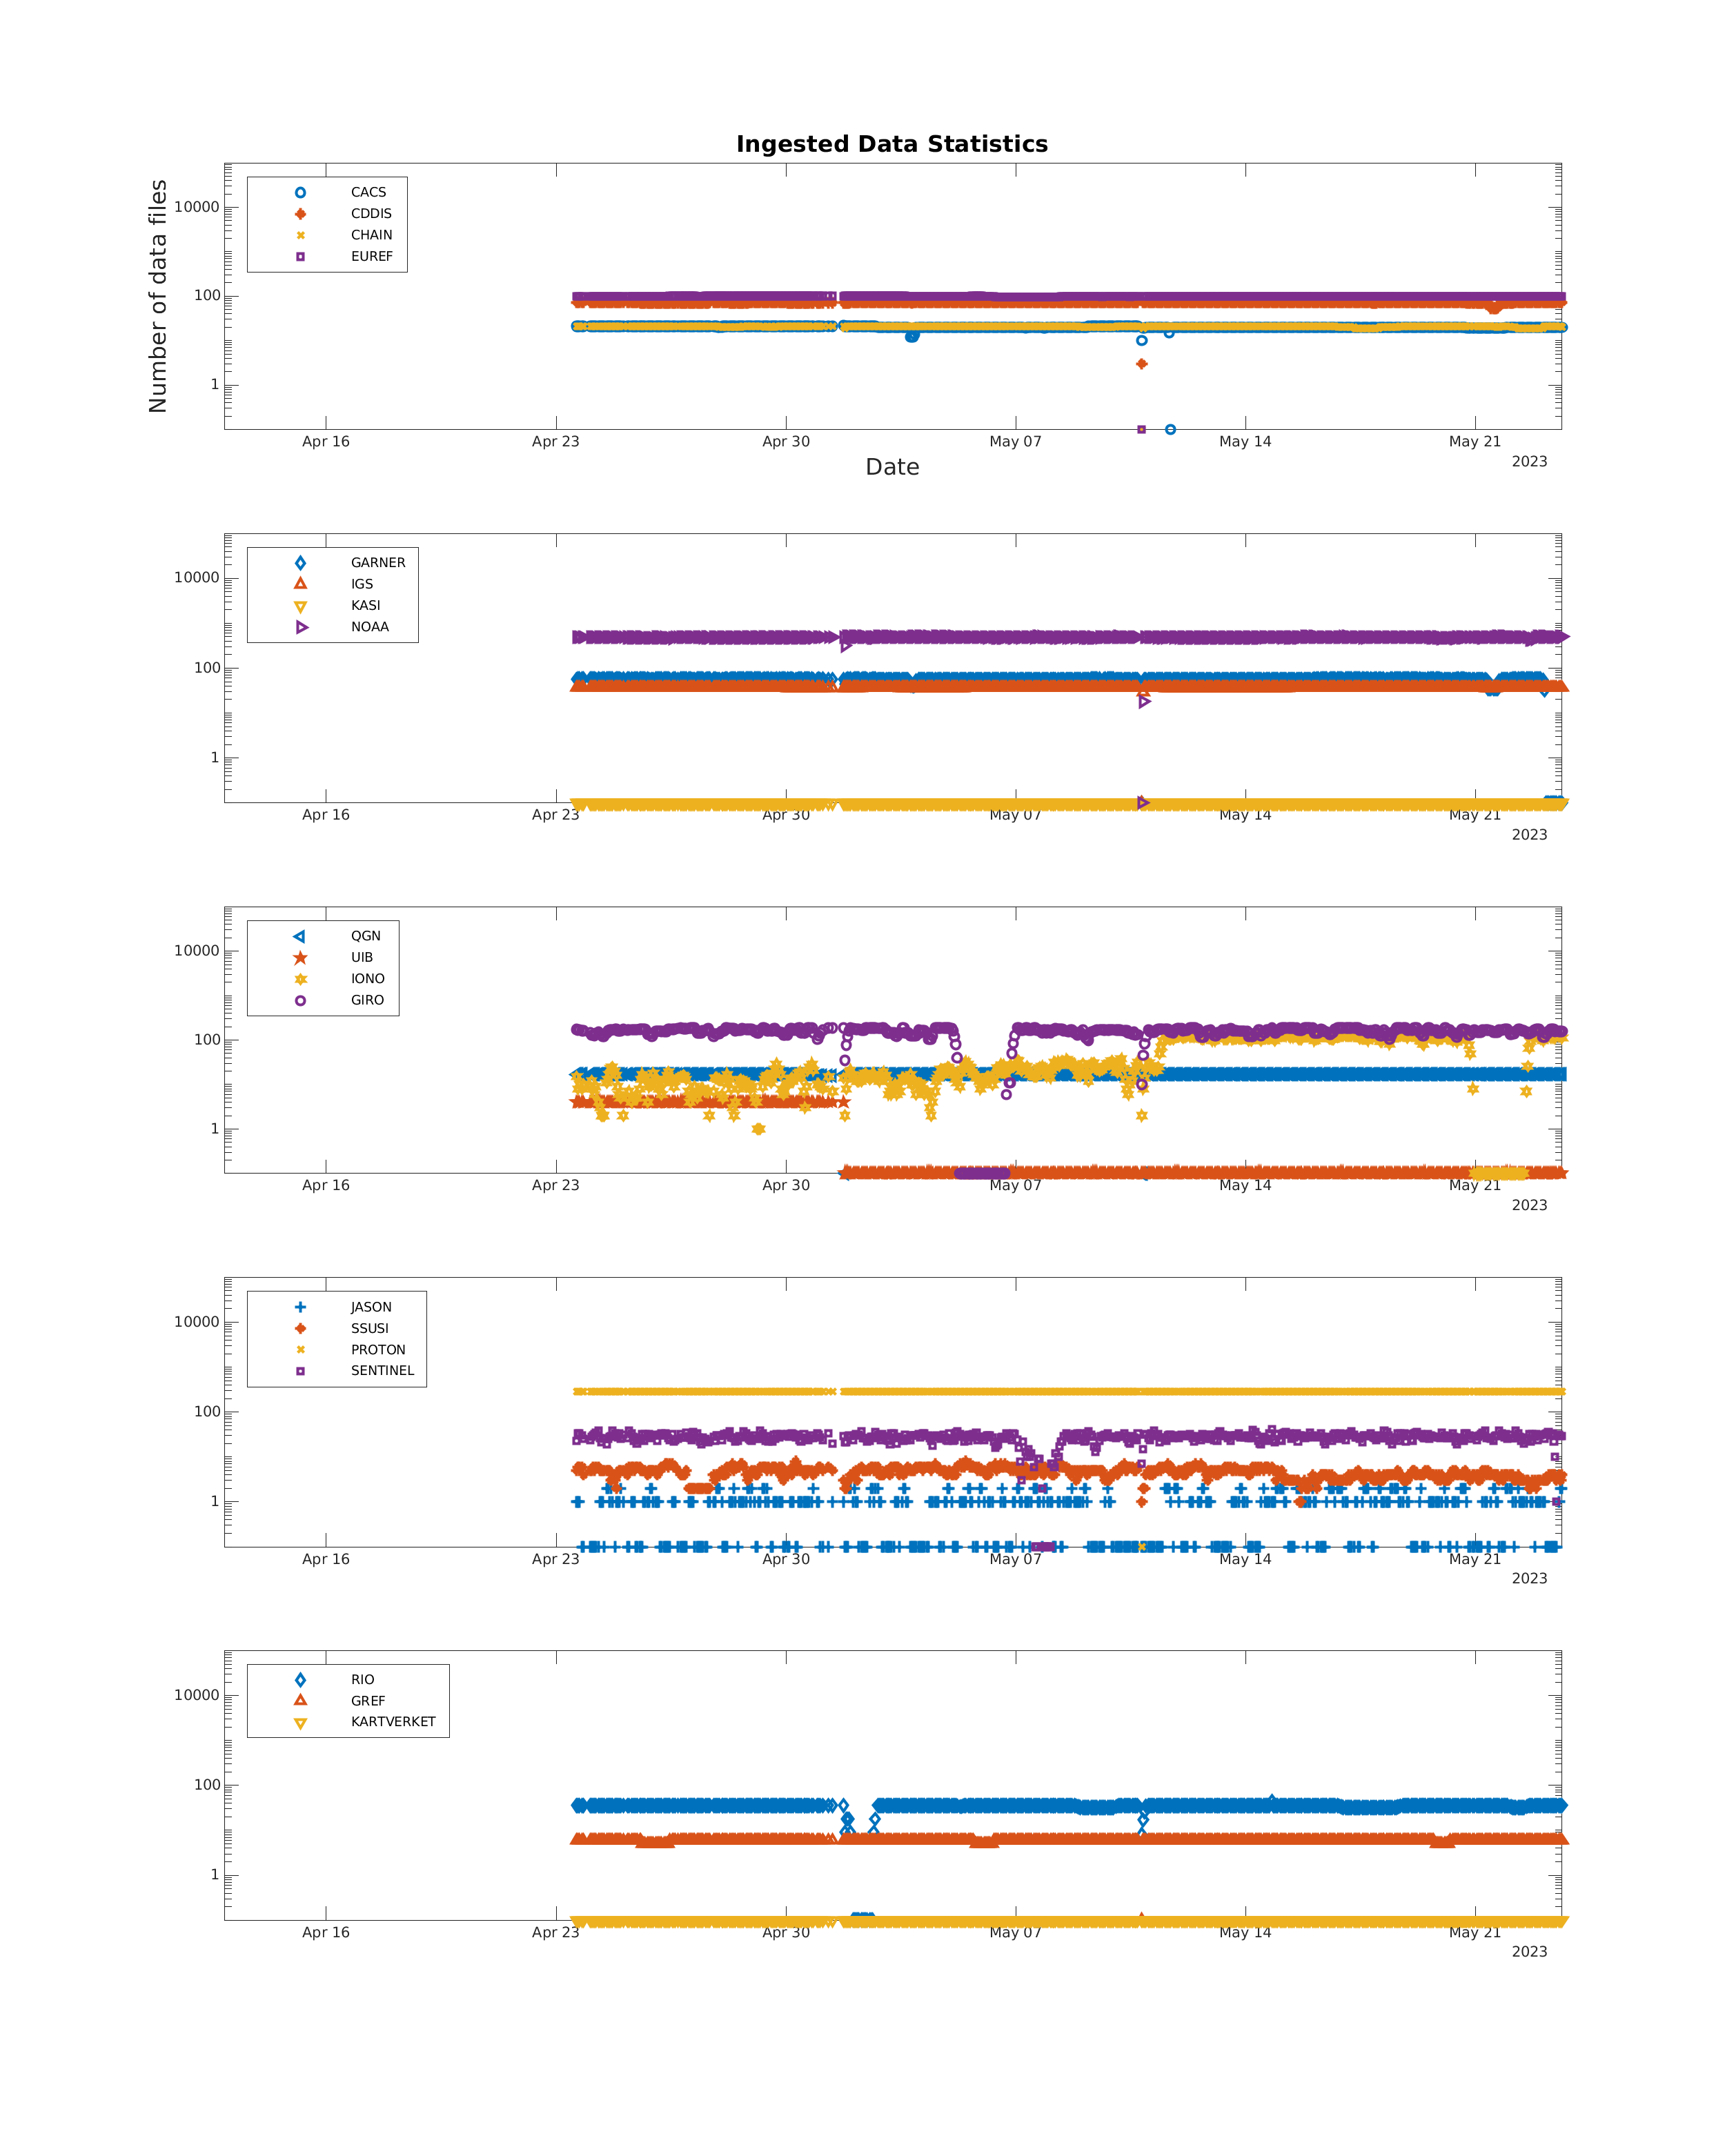 Ingested Data Statistics
Number of data files
CACS
CDDIS
CHAIN
EUREF
10000
100
1
Apr 16 Apr 23 Apr 30 May 07 May 14 May 21
2023
Date
GARNER
IGS
KASI
NOAA
10000
100
1
Apr 16 Apr 23 Apr 30 May 07 May 14 May 21
2023
QGN
UIB
IONO
GIRO
10000
100
1
Apr 16 Apr 23 Apr 30 May 07 May 14 May 21
2023
JASON
SSUSI
PROTON
SENTINEL
10000
100
1
Apr 16 Apr 23 Apr 30 May 07 May 14 May 21
2023
RIO
GREF
KARTVERKET
10000
100
1
Apr 16 Apr 23 Apr 30 May 07 May 14 May 21
2023